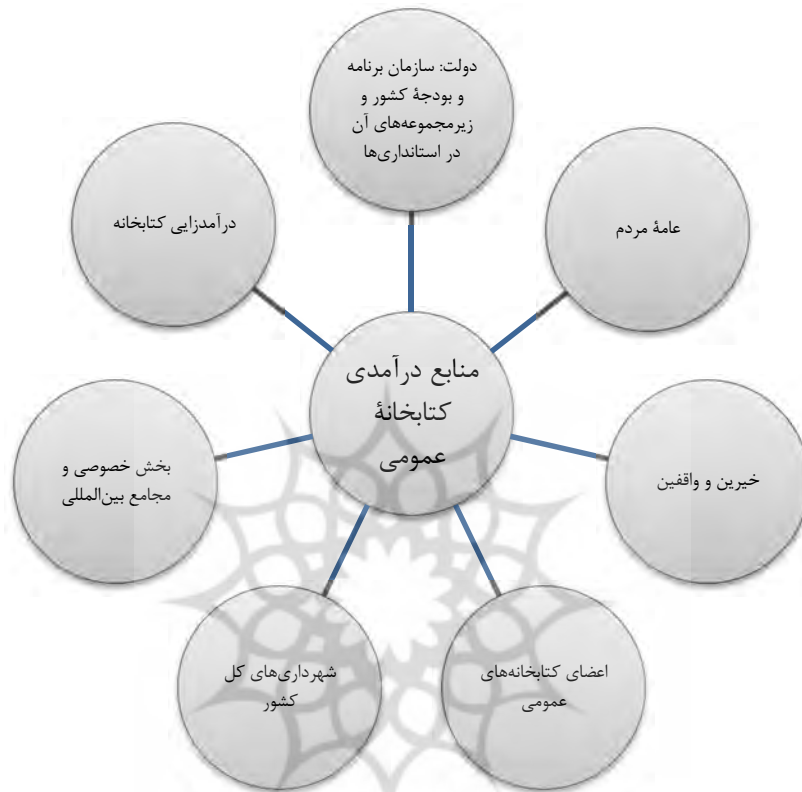 دولت: سازمان برنامه
و بودجهٔ کشور و
زیرمجموعه‌های آن
در استانداری‌ها
عامهٔ مردم
درآمدزایی کتابخانه
منابع درآمدی
کتابخانهٔ
عمومی
خیرین و واقفین
بخش خصوصی و
مجامع بین‌المللی
اعضای کتابخانه‌های
عمومی
شهرداری‌های کل
کشور